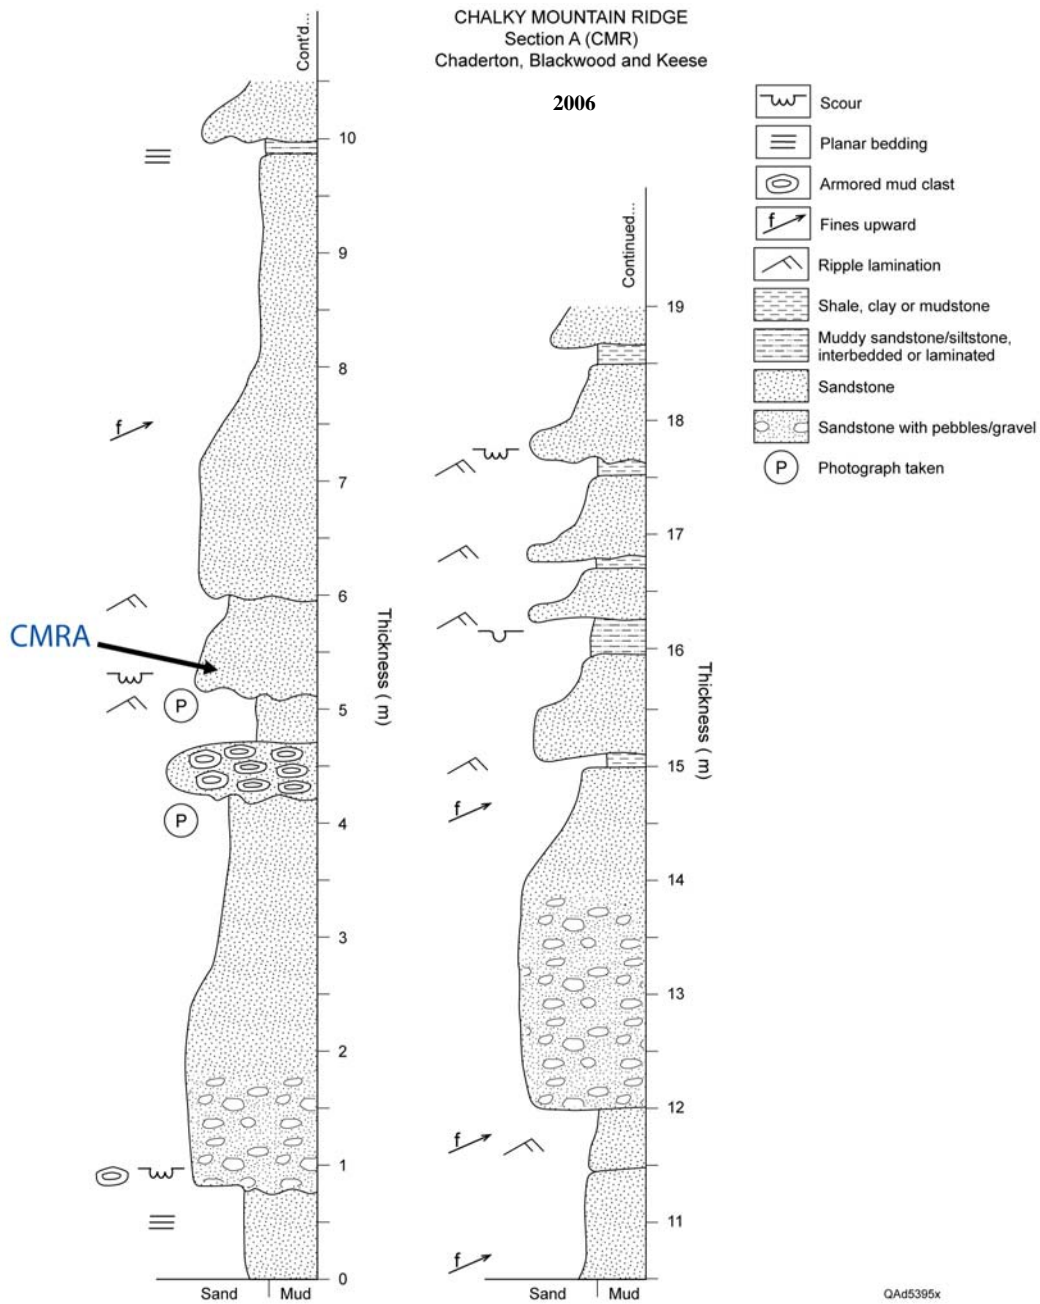 CHALKY MOUNTAIN RIDGE
Section A (CMR)
Chaderton, Blackwood and Keese
2006
Cont'd...
10
9
8
f
7
6
CMRA
Thickness ( m)
P
5
P
4
3
2
1
0
Sand
Mud
Continued...
19
18
17
16
Thickness ( m)
15
f
14
13
12
f
11
f
Sand
Mud
Scour
Planar bedding
Armored mud clast
f
Fines upward
Ripple lamination
Shale, clay or mudstone
Muddy sandstone/siltstone,
interbedded or laminated
Sandstone
Sandstone with pebbles/gravel
P
Photograph taken
QAd5395x